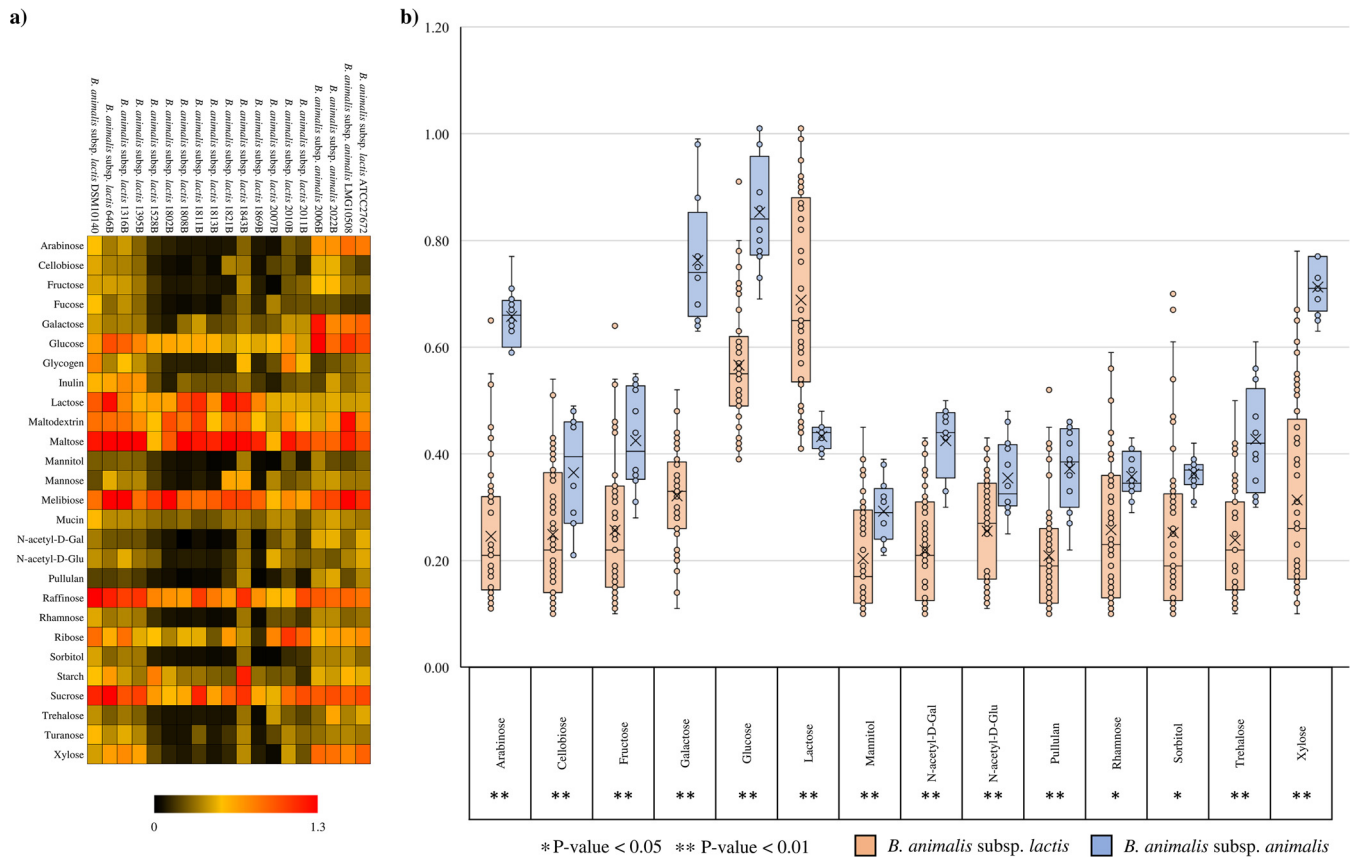 a)
B. animalis subsp. lactis DSM10140
B. animalis subsp. lactis 646B
B. animalis subsp. lactis 1316B
B. animalis subsp. lactis 1395B
B. animalis subsp. lactis 1528B
B. animalis subsp. lactis 1802B
B. animalis subsp. lactis 1808B
B. animalis subsp. lactis 1811B
B. animalis subsp. lactis 1813B
B. animalis subsp. lactis 1821B
B. animalis subsp. lactis 1843B
B. animalis subsp. lactis 1869B
B. animalis subsp. lactis 2007B
B. animalis subsp. lactis 2010B
B. animalis subsp. lactis 2011B
B. animalis subsp. animalis 2006B
B. animalis subsp. animalis 2022B
B. animalis subsp. animalis LMG10508
B. animalis subsp. lactis ATCC27672
Arabinose
Cellobiose
Fructose
Fucose
Galactose
Glucose
Glycogen
Inulin
Lactose
Maltodextrin
Maltose
Mannitol
Mannose
Melibiose
Mucin
N-acetyl-D-Gal
N-acetyl-D-Glu
Pullulan
Raffinose
Rhamnose
Ribose
Sorbitol
Starch
Sucrose
Trehalose
Turanose
Xylose
0
1.3
b)
1.20
1.00
0.80
0.60
0.40
0.20
0.00
Arabinose
Cellobiose
Fructose
Galactose
Glucose
Lactose
Mannitol
N-acetyl-D-Gal
N-acetyl-D-Glu
Pullulan
Rhamnose
Sorbitol
Trehalose
Xylose
** ** ** ** ** ** ** ** ** ** * * ** **
* P-value < 0.05 ** P-value < 0.01
B. animalis subsp. lactis
B. animalis subsp. animalis